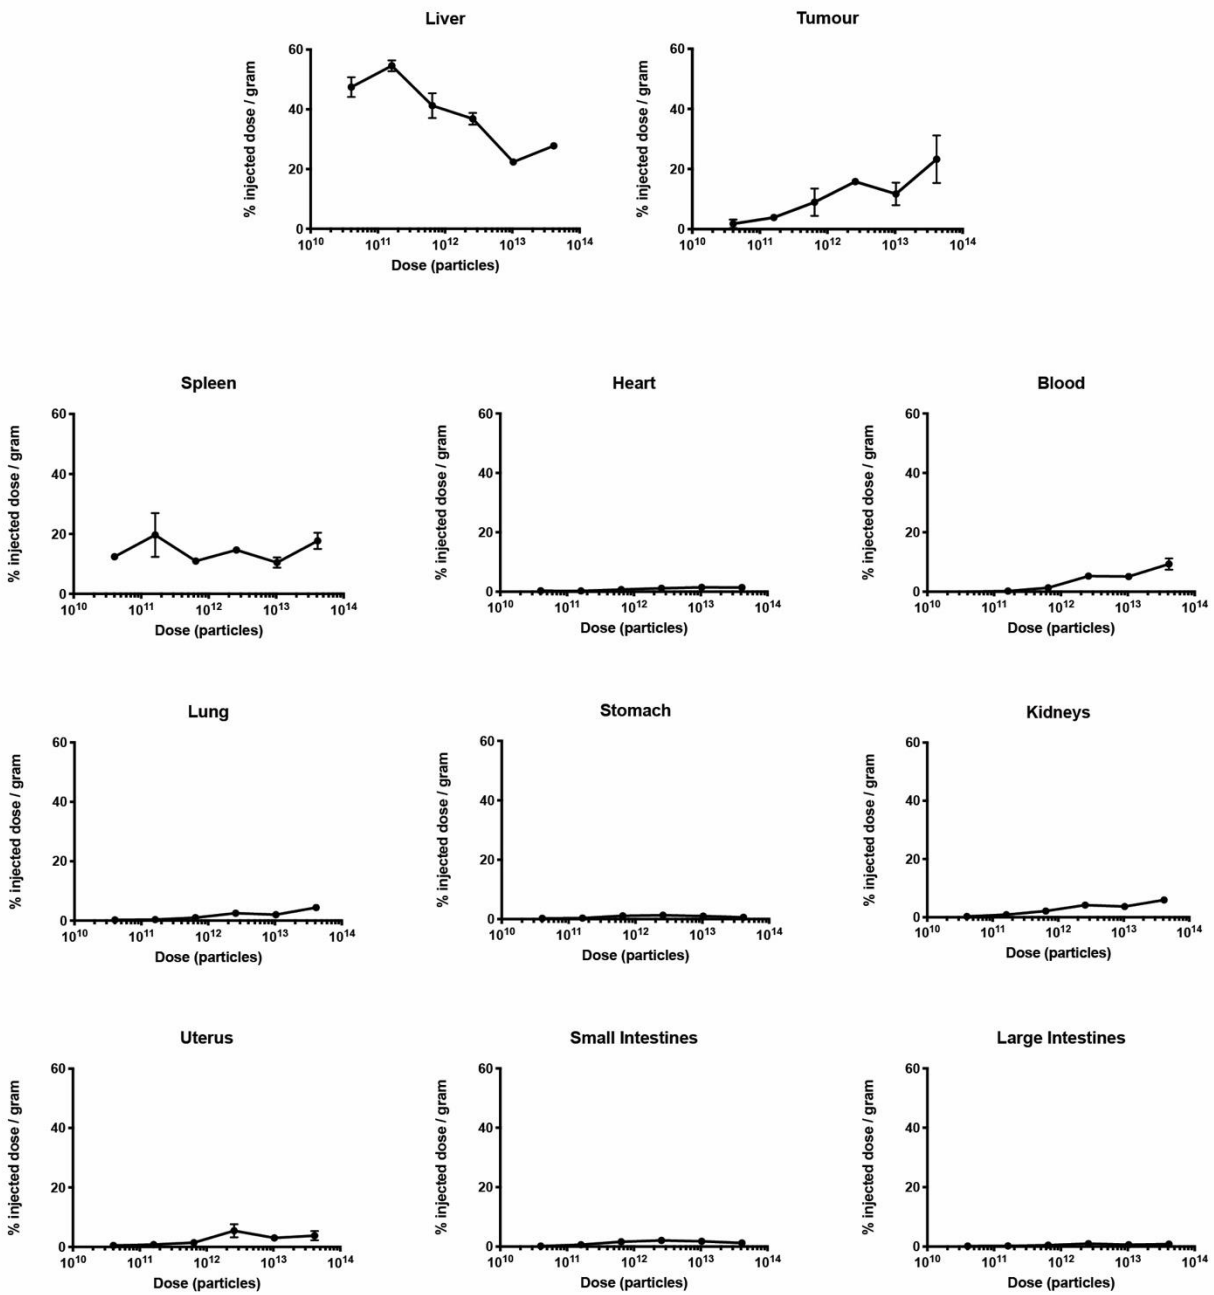 Liver
% injected dose / gram
60
40
20
0
10^10 10^11 10^12 10^13 10^14
Dose (particles)
Tumour
% injected dose / gram
60
40
20
0
10^10 10^11 10^12 10^13 10^14
Dose (particles)
Spleen
% injected dose / gram
60
40
20
0
10^10 10^11 10^12 10^13 10^14
Dose (particles)
Heart
% injected dose / gram
60
40
20
0
10^10 10^11 10^12 10^13 10^14
Dose (particles)
Blood
% injected dose / gram
60
40
20
0
10^10 10^11 10^12 10^13 10^14
Dose (particles)
Lung
% injected dose / gram
60
40
20
0
10^10 10^11 10^12 10^13 10^14
Dose (particles)
Stomach
% injected dose / gram
60
40
20
0
10^10 10^11 10^12 10^13 10^14
Dose (particles)
Kidneys
% injected dose / gram
60
40
20
0
10^10 10^11 10^12 10^13 10^14
Dose (particles)
Uterus
% injected dose / gram
60
40
20
0
10^10 10^11 10^12 10^13 10^14
Dose (particles)
Small Intestines
% injected dose / gram
60
40
20
0
10^10 10^11 10^12 10^13 10^14
Dose (particles)
Large Intestines
% injected dose / gram
60
40
20
0
10^10 10^11 10^12 10^13 10^14
Dose (particles)